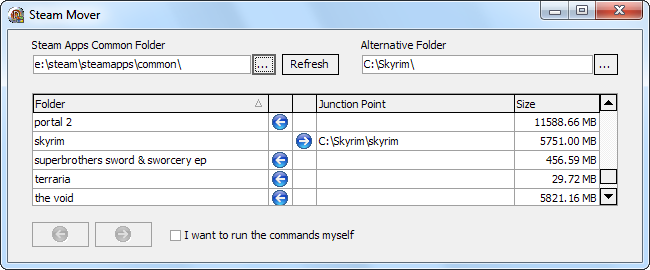 Steam Mover
Steam Apps Common Folder
Alternative Folder
e:\steam\steamapps\common\ ... Refresh C:\Skyrim\ ...
Folder Junction Point Size
portal 2 11588.66 MB
skyrim C:\Skyrim\skyrim 5751.00 MB
superbrothers sword & sworcery ep 456.59 MB
terraria 29.72 MB
the void 5821.16 MB
I want to run the commands myself